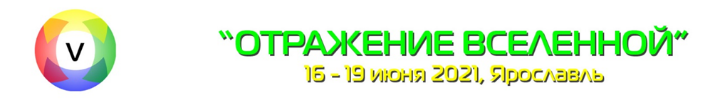 V
“ОТРАЖЕНИЕ ВСЕЛЕННОЙ”
16 - 19 июня 2021, Ярославль